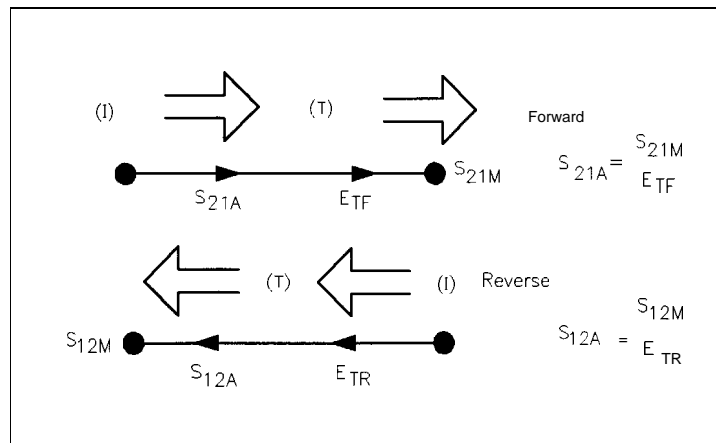 (I) (T) Forward
S21A ETF S21M
S21A = S21M
ETF
(T) (I) Reverse
S12M S12A ETR
S12A = S12M
ETR